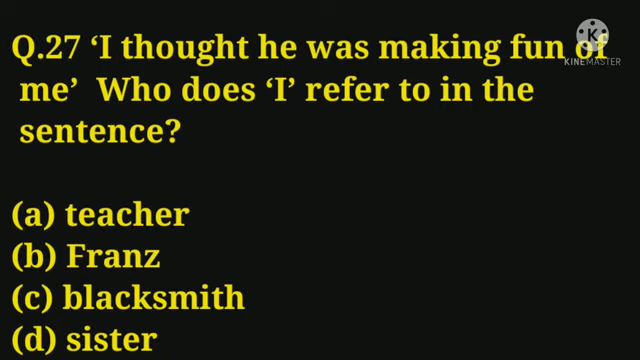 Q.27 ‘I thought he was making fun of
me’ Who does ‘I’ refer to in the
sentence?
(a) teacher
(b) Franz
(c) blacksmith
(d) sister
K
KINEMASTER